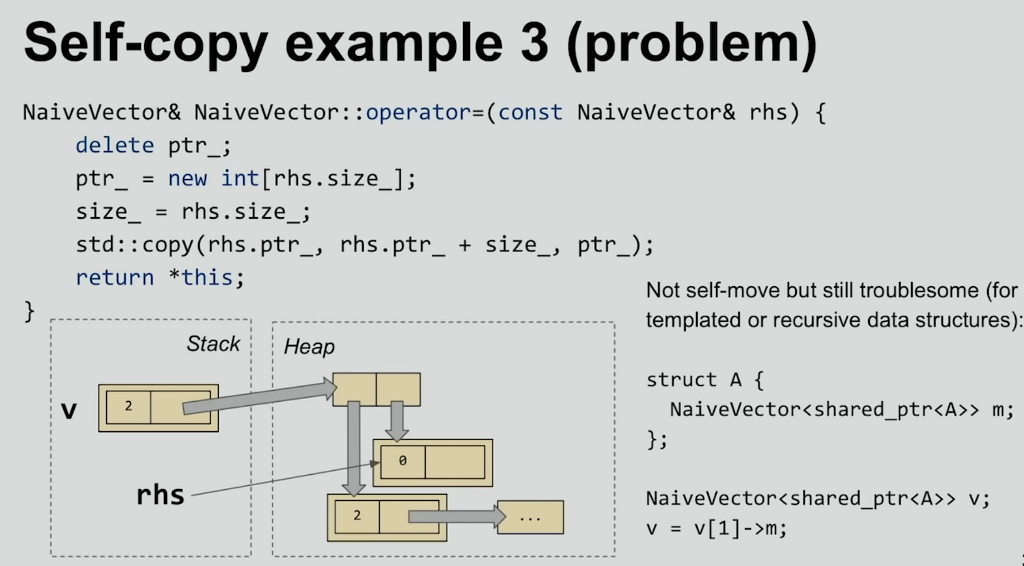 Self-copy example 3 (problem)
NaiveVector& NaiveVector::operator=(const NaiveVector& rhs) {
    delete ptr_;
    ptr_ = new int[rhs.size_];
    size_ = rhs.size_;
    std::copy(rhs.ptr_, rhs.ptr_ + size_, ptr_);
    return *this;
}
Stack
Heap
v
2
0
rhs
2
...
Not self-move but still troublesome (for
templated or recursive data structures):
struct A {
  NaiveVector<shared_ptr<A>> m;
};
NaiveVector<shared_ptr<A>> v;
v = v[1]->m;